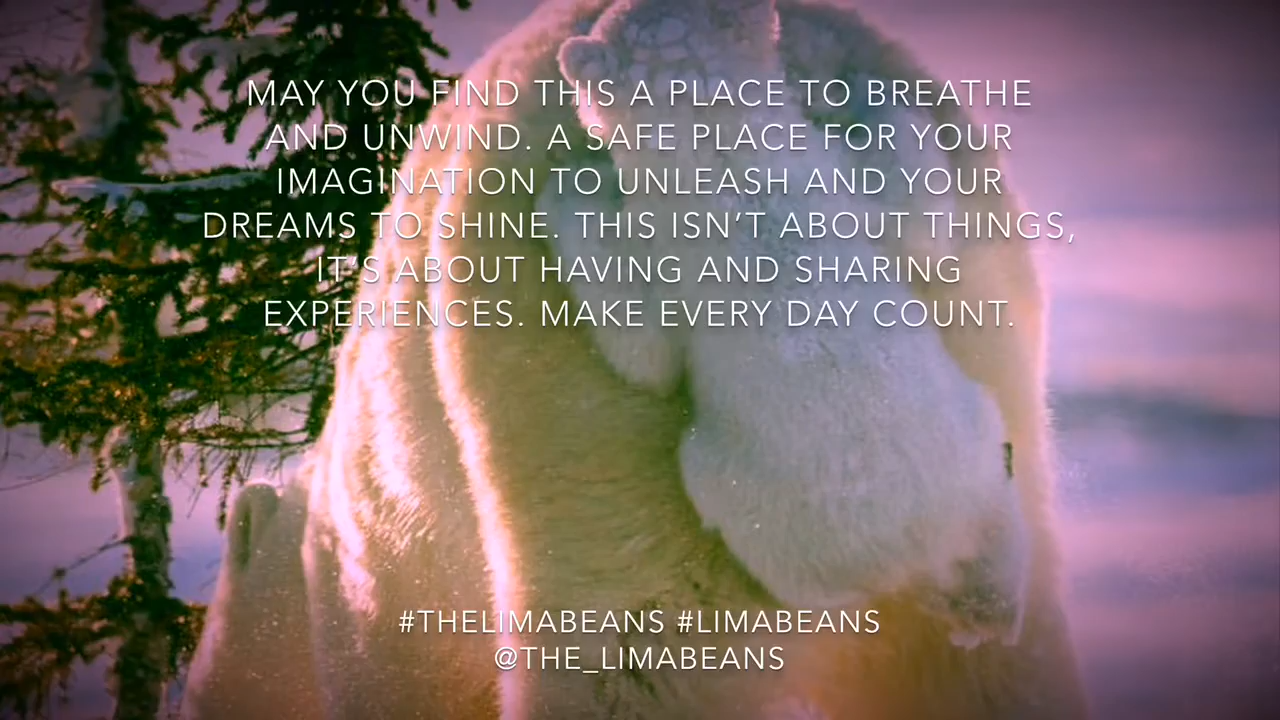 MAY YOU FIND THIS A PLACE TO BREATHE
AND UNWIND. A SAFE PLACE FOR YOUR
IMAGINATION TO UNLEASH AND YOUR
DREAMS TO SHINE. THIS ISN’T ABOUT THINGS,
IT’S ABOUT HAVING AND SHARING
EXPERIENCES. MAKE EVERY DAY COUNT.
#THELIMABEANS #LIMABEANS
@THE_LIMABEANS